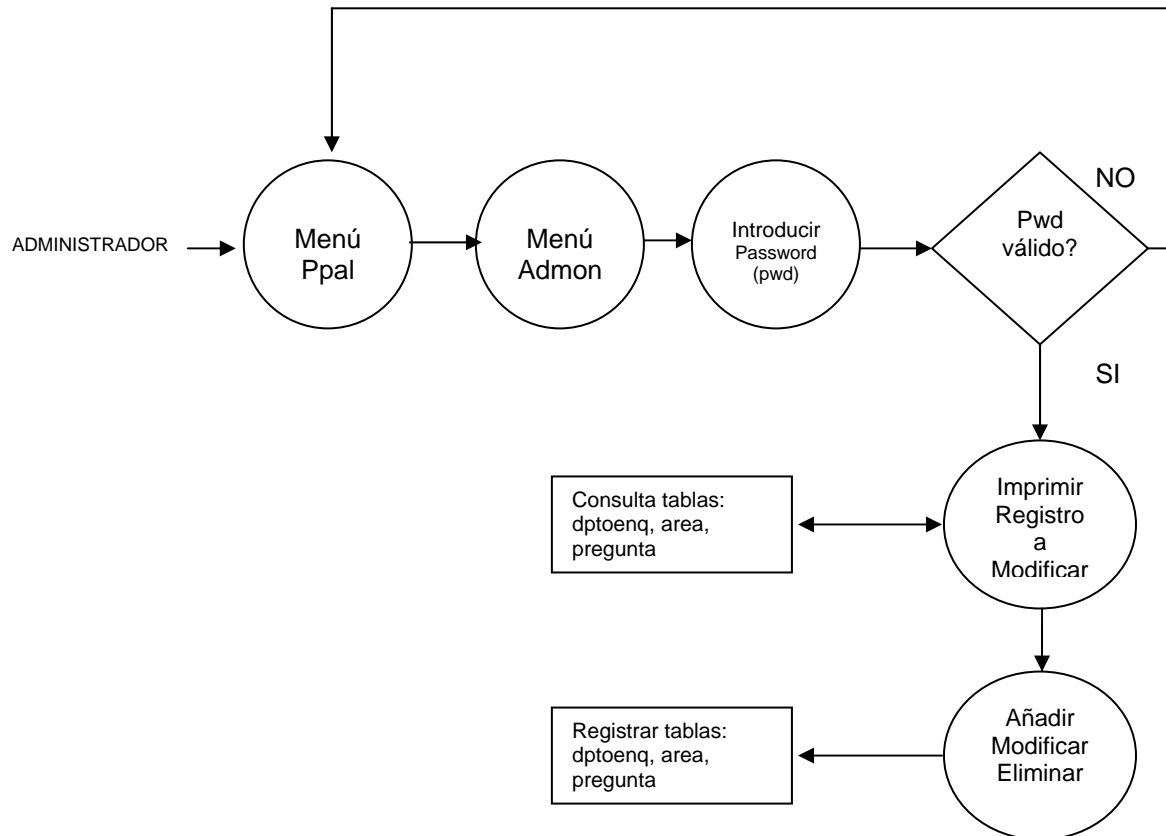 NO
ADMINISTRADOR
Menú
Ppal
Menú
Admon
Introducir
Password
(pwd)
Pwd
válido?
SI
Consulta tablas:
dptoenq, area,
pregunta
Imprimir
Registro
a
Modificar
Registrar tablas:
dptoenq, area,
pregunta
Añadir
Modificar
Eliminar